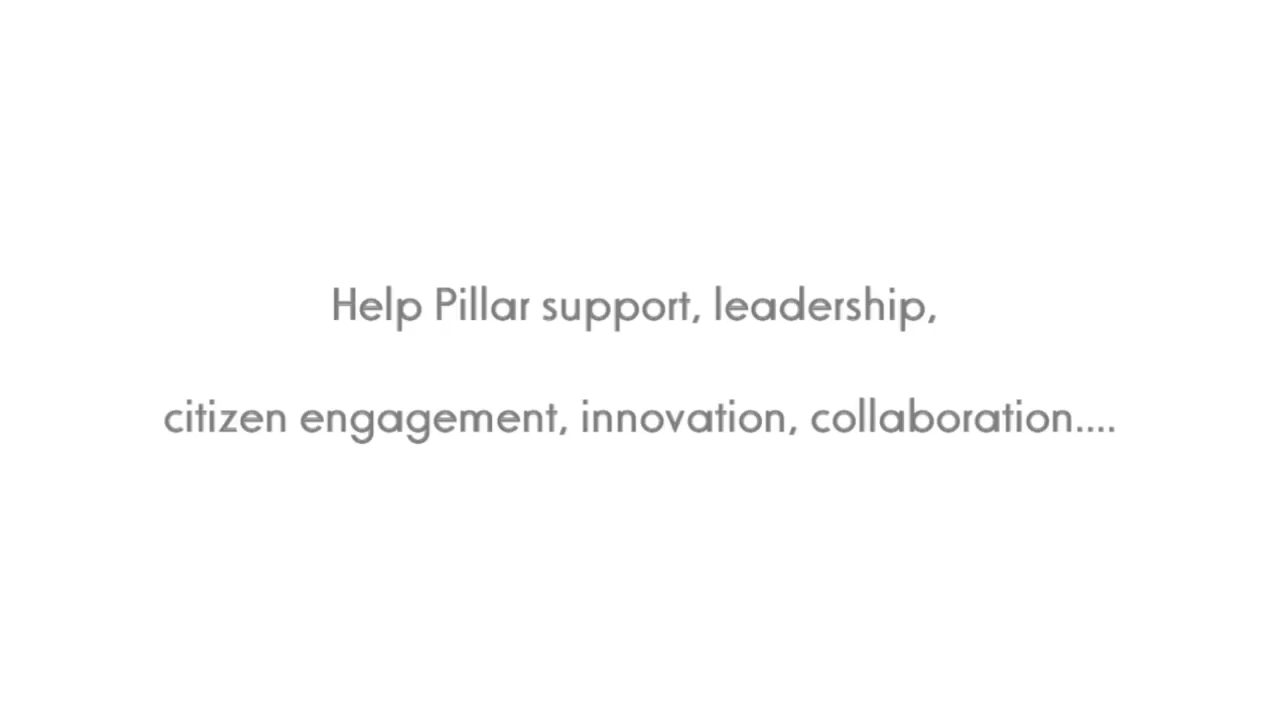 Help Pillar support, leadership,
citizen engagement, innovation, collaboration....